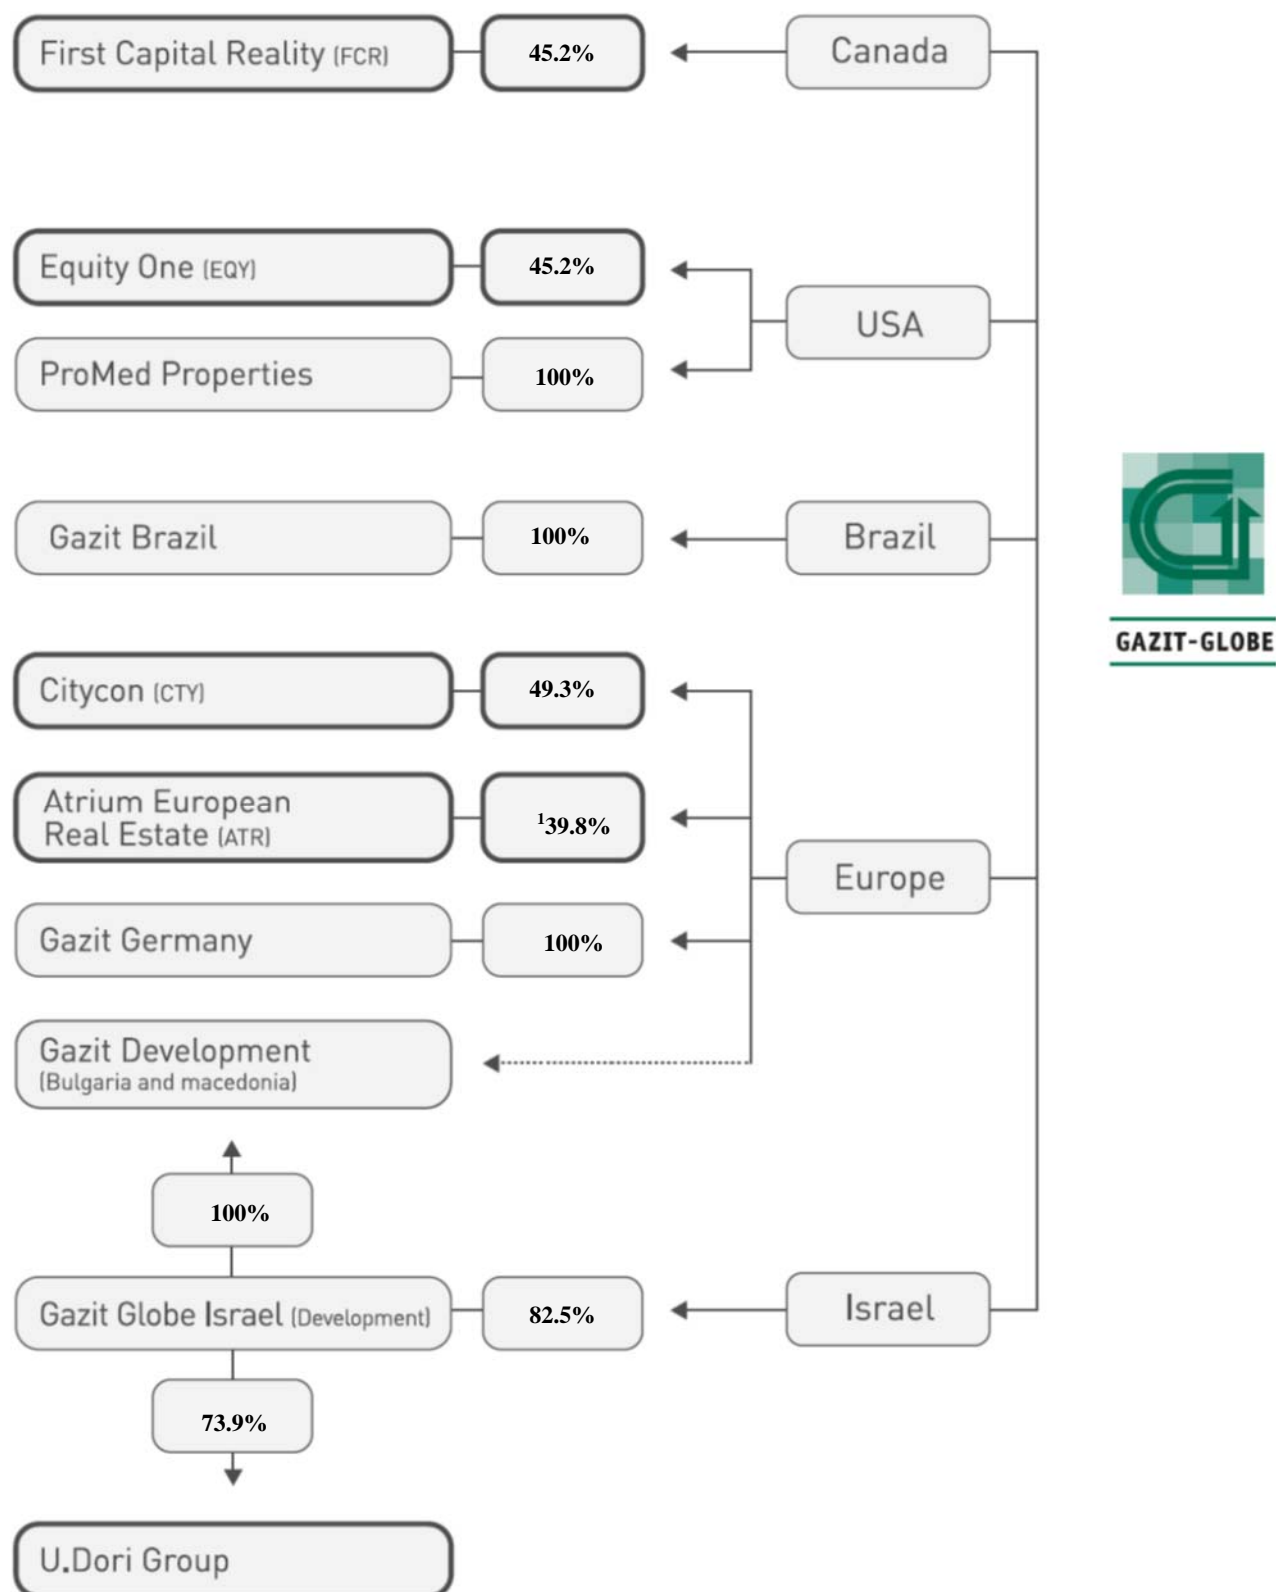 First Capital Reality (FCR) 45.2% Canada
Equity One (EQY) 45.2%
USA
ProMed Properties 100%
Gazit Brazil 100% Brazil
GAZIT-GLOBE
Citycon (CTY) 49.3%
Atrium European
Real Estate (ATR) ¹39.8%
Europe
Gazit Germany 100%
Gazit Development
(Bulgaria and macedonia)
100%
Gazit Globe Israel (Development) 82.5% Israel
73.9%
U.Dori Group